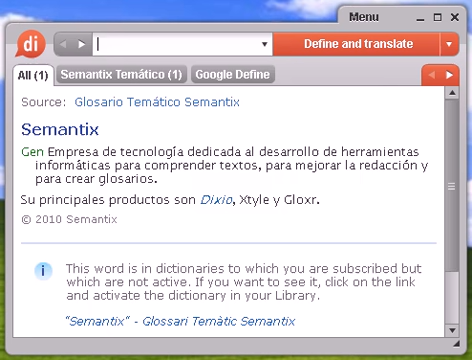 Menu
di
Define and translate
All (1)
Semantix Temático (1)
Google Define
Source: Glosario Temático Semantix
Semantix
Gen Empresa de tecnología dedicada al desarrollo de herramientas
informáticas para comprender textos, para mejorar la redacción y
para crear glosarios.
Su principales productos son Dixio, Xtyle y Gloxr.
© 2010 Semantix
i
This word is in dictionaries to which you are subscribed but
which are not active. If you want to see it, click on the link
and activate the dictionary in your Library.
"Semantix" - Glossari Temàtic Semantix